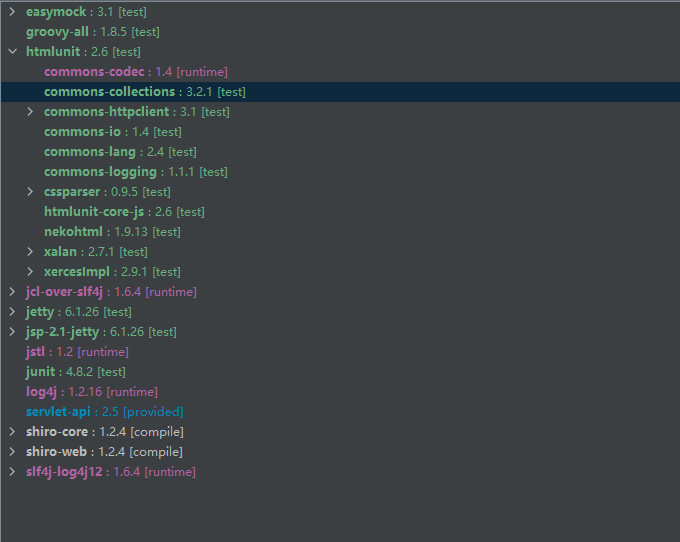 easymock : 3.1 [test]
groovy-all : 1.8.5 [test]
htmlunit : 2.6 [test]
commons-codec : 1.4 [runtime]
commons-collections : 3.2.1 [test]
commons-httpclient : 3.1 [test]
commons-io : 1.4 [test]
commons-lang : 2.4 [test]
commons-logging : 1.1.1 [test]
cssparser : 0.9.5 [test]
htmlunit-core-js : 2.6 [test]
nekohtml : 1.9.13 [test]
xalan : 2.7.1 [test]
xercesImpl : 2.9.1 [test]
jcl-over-slf4j : 1.6.4 [runtime]
jetty : 6.1.26 [test]
jsp-2.1-jetty : 6.1.26 [test]
jstl : 1.2 [runtime]
junit : 4.8.2 [test]
log4j : 1.2.16 [runtime]
servlet-api : 2.5 [provided]
shiro-core : 1.2.4 [compile]
shiro-web : 1.2.4 [compile]
slf4j-log4j12 : 1.6.4 [runtime]